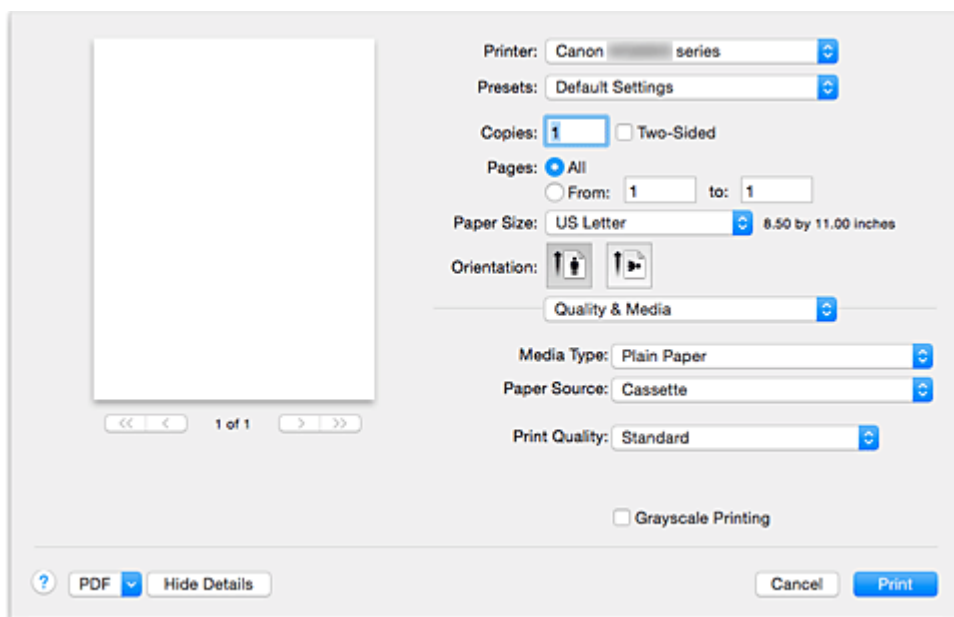 Printer: Canon series
Presets: Default Settings
Copies: 1 Two-Sided
Pages: All
From: 1 to: 1
Paper Size: US Letter 8.50 by 11.00 inches
Orientation:
Quality & Media
Media Type: Plain Paper
Paper Source: Cassette
<< < 1 of 1 > >>
Print Quality: Standard
Grayscale Printing
? PDF Hide Details Cancel Print